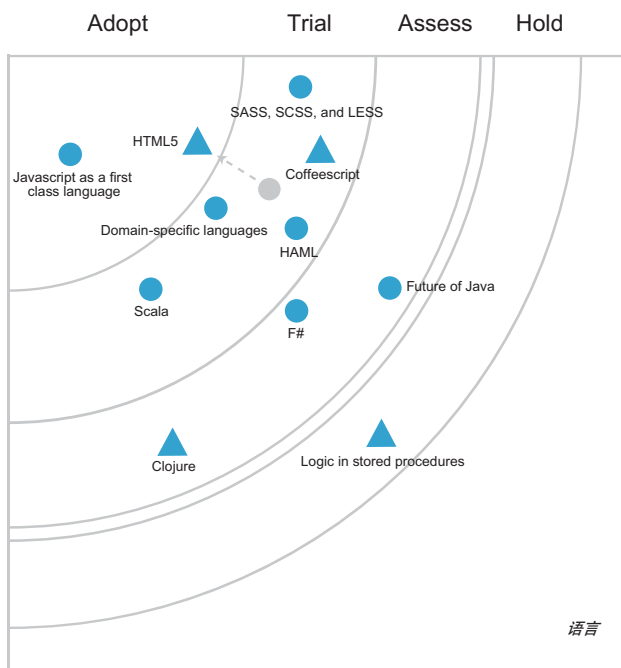 Adopt
Trial
Assess
Hold
SASS, SCSS, and LESS
HTML5
Coffeescript
Javascript as a first
class language
Domain-specific languages
HAML
Future of Java
Scala
F#
Clojure
Logic in stored procedures
语言